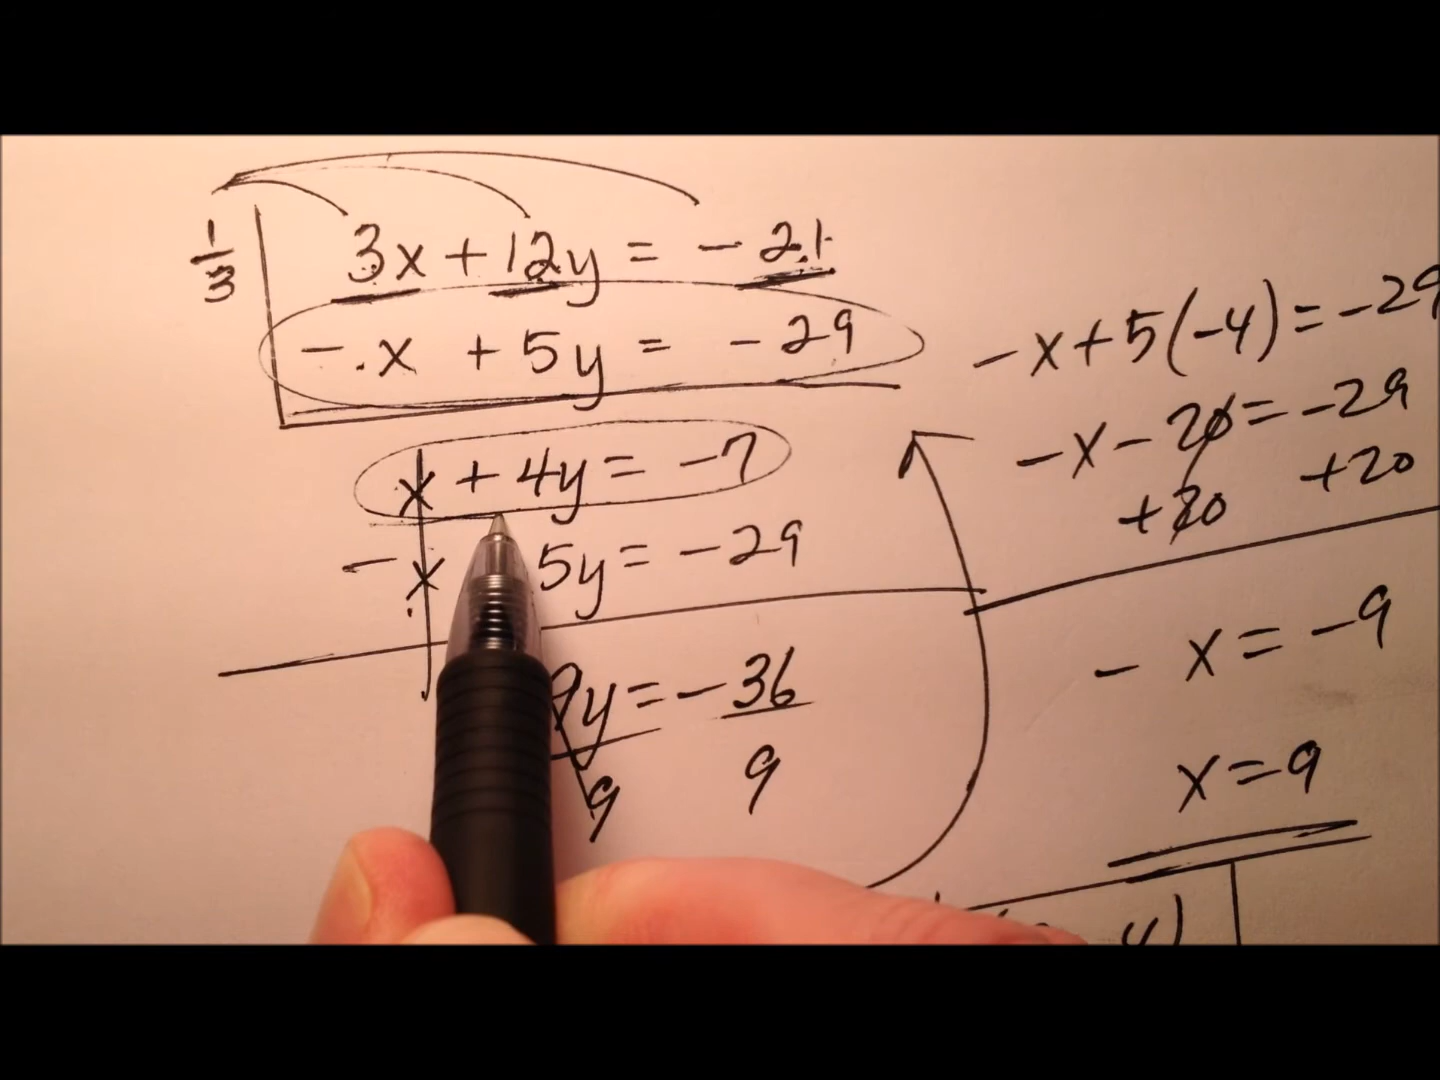 1/3
3x + 12y = -21
-x + 5y = -29
x + 4y = -7
-x 5y = -29
9y = -36
9 9
-x + 5(-4) = -29
-x - 20 = -29
+20 +20
-x = -9
x = 9